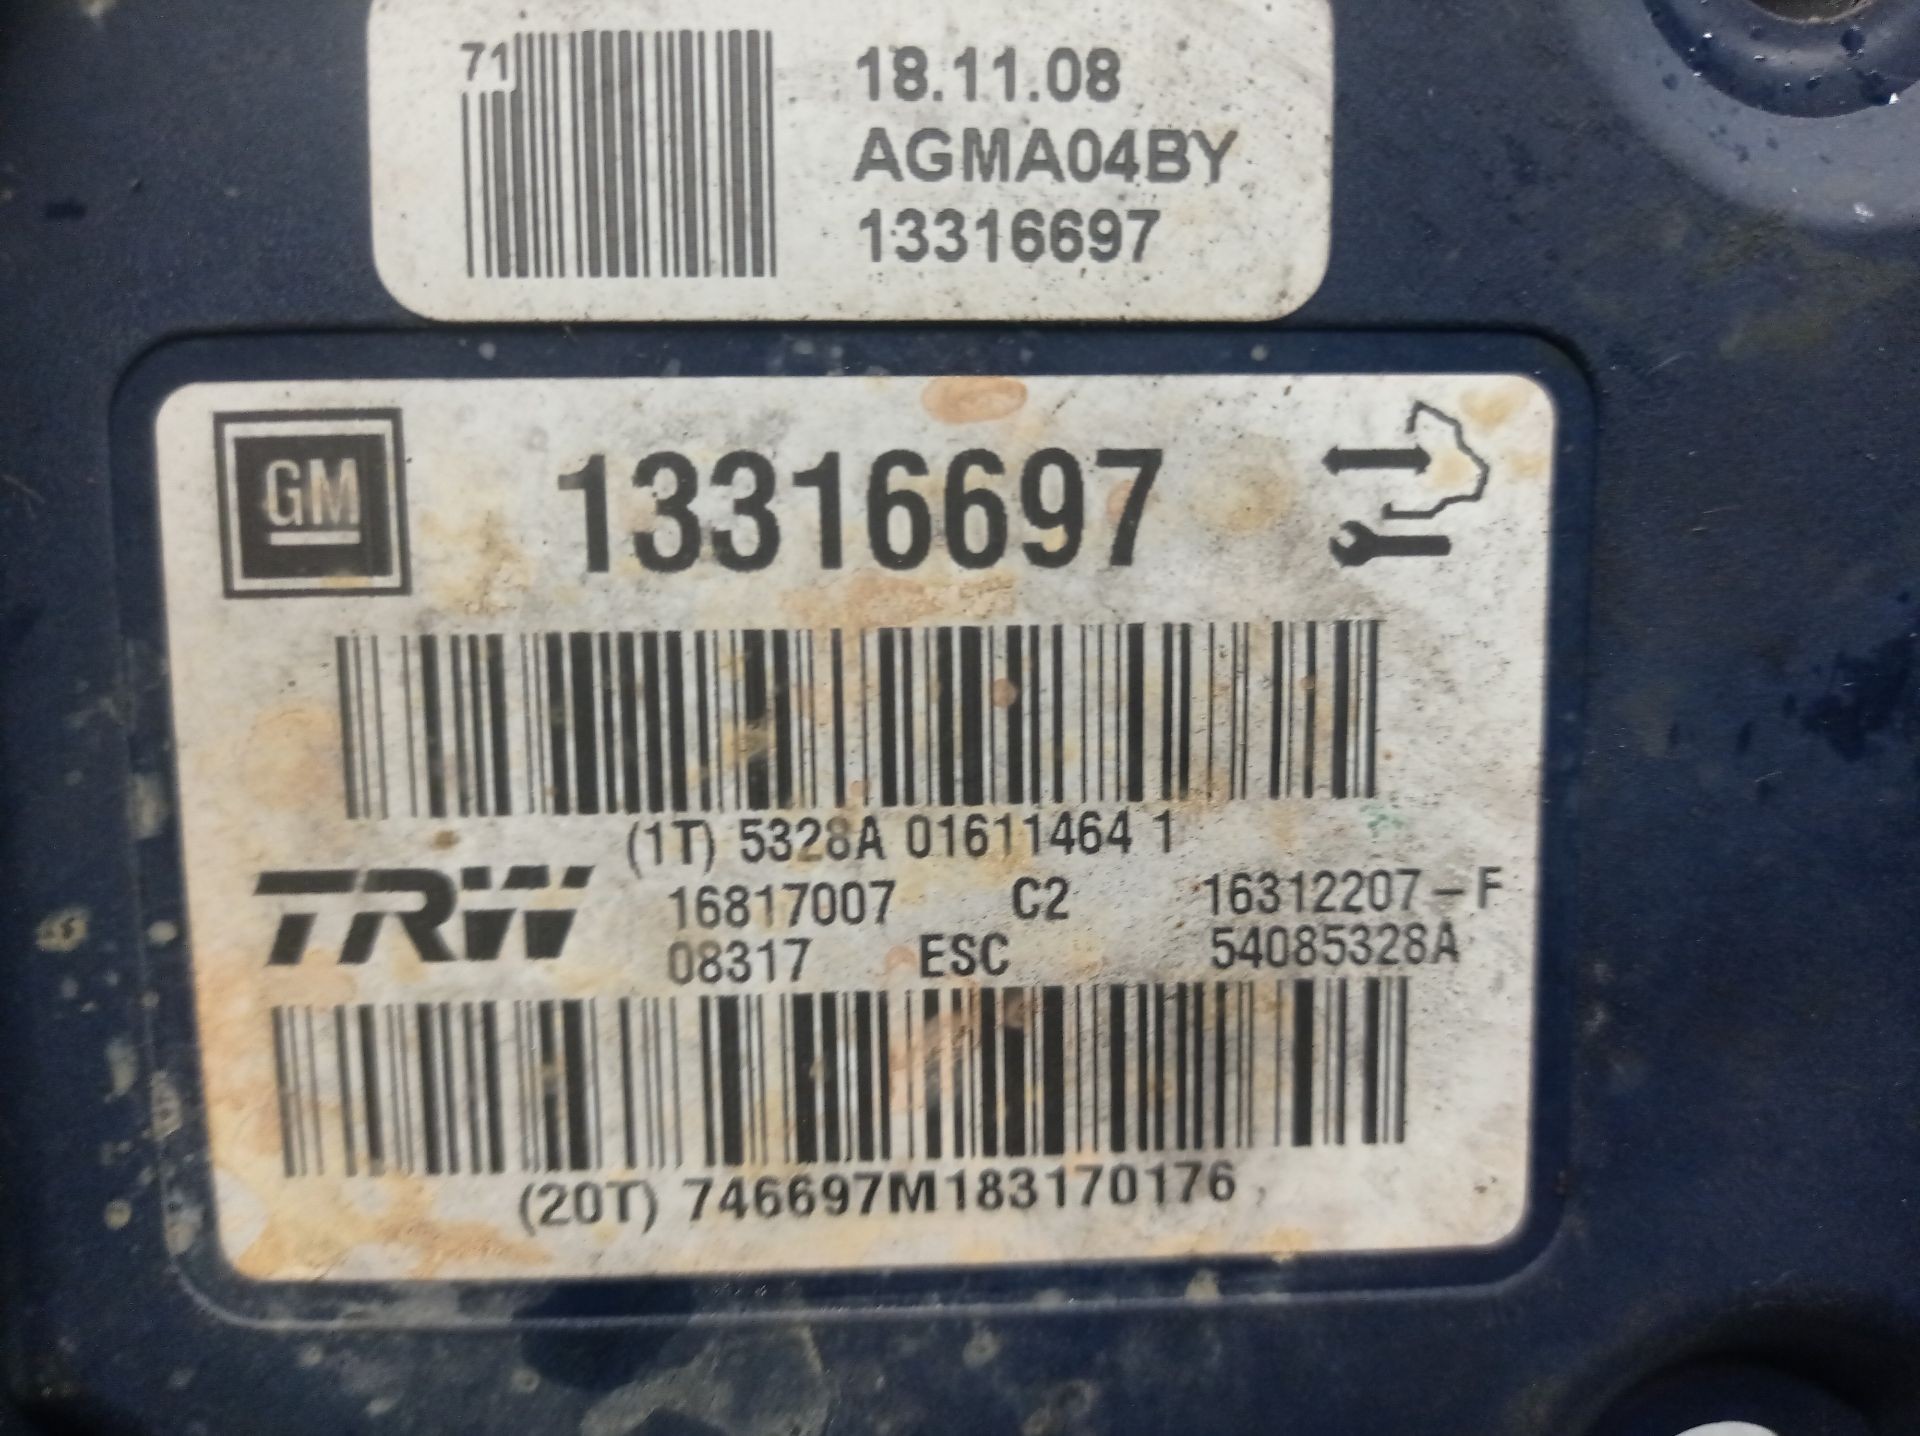 71
18.11.08
AGMA04BY
13316697
GM
13316697
(1T) 5328A 01611464 1
TRW
16817007 C2 16312207-F
08317 ESC 54085328A
(20T) 746697M183170176